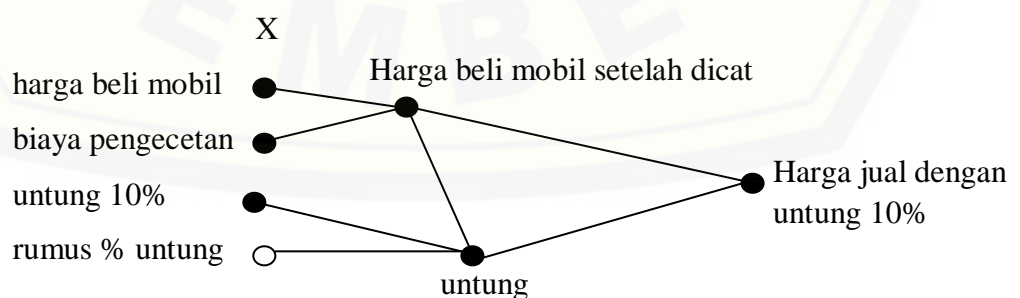 X
harga beli mobil
Harga beli mobil setelah dicat
biaya pengecetan
untung 10%
Harga jual dengan
untung 10%
rumus % untung
untung